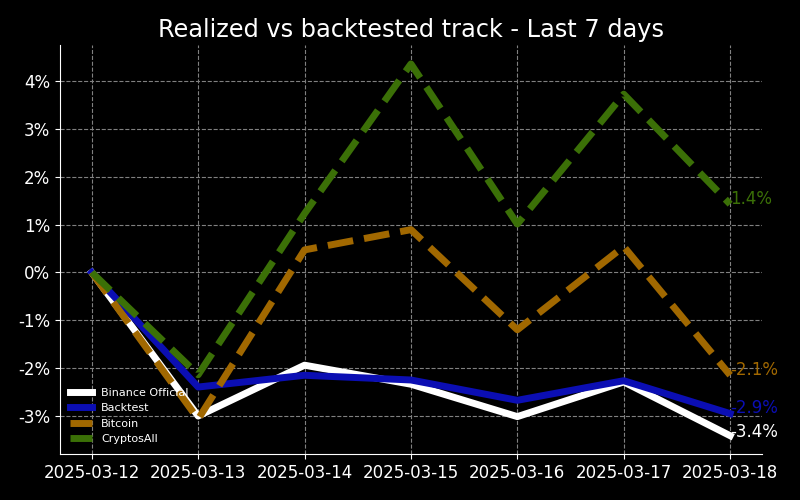 Realized vs backtested track - Last 7 days
4%
3%
2%
1%
0%
-1%
-2%
-3%
1.4%
-2.1%
-2.9%
-3.4%
Binance Official
Backtest
Bitcoin
CryptosAll
2025-03-12 2025-03-13 2025-03-14 2025-03-15 2025-03-16 2025-03-17 2025-03-18